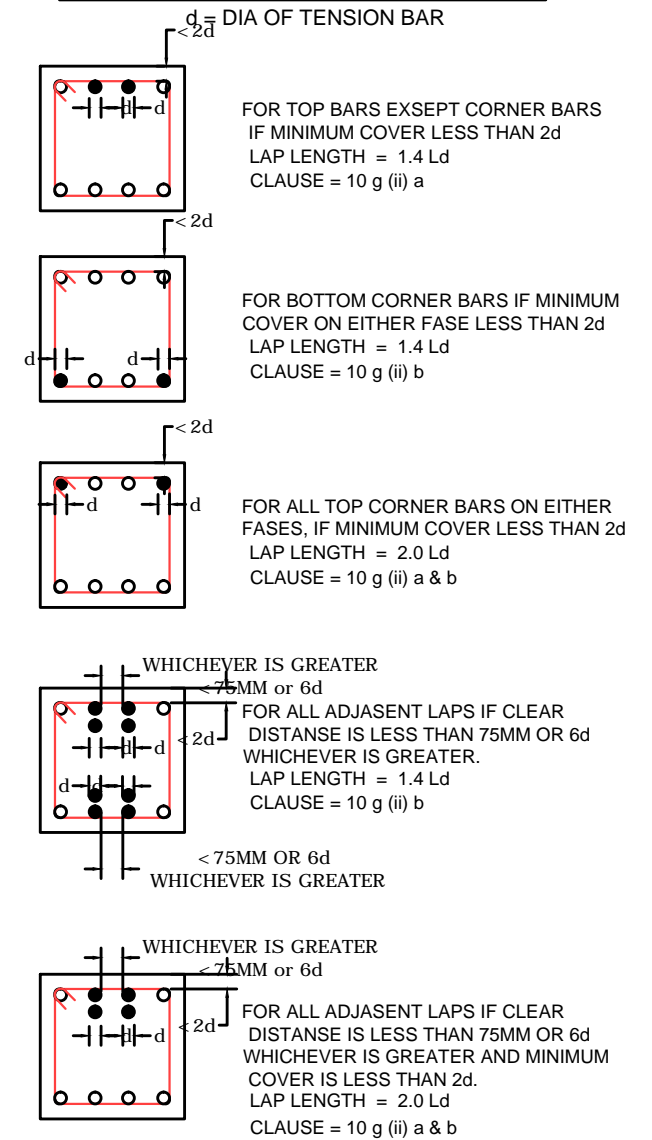 d = DIA OF TENSION BAR
<2d
d d
FOR TOP BARS EXSEPT CORNER BARS
IF MINIMUM COVER LESS THAN 2d
LAP LENGTH = 1.4 Ld
CLAUSE = 10 g (ii) a
<2d
FOR BOTTOM CORNER BARS IF MINIMUM
COVER ON EITHER FASE LESS THAN 2d
LAP LENGTH = 1.4 Ld
CLAUSE = 10 g (ii) b
d d
<2d
d d
FOR ALL TOP CORNER BARS ON EITHER
FASES, IF MINIMUM COVER LESS THAN 2d
LAP LENGTH = 2.0 Ld
CLAUSE = 10 g (ii) a & b
WHICHEVER IS GREATER
<75MM or 6d
FOR ALL ADJASENT LAPS IF CLEAR
DISTANSE IS LESS THAN 75MM OR 6d
WHICHEVER IS GREATER.
LAP LENGTH = 1.4 Ld
CLAUSE = 10 g (ii) b
<2d
d d
d d
<75MM OR 6d
WHICHEVER IS GREATER
WHICHEVER IS GREATER
<75MM or 6d
FOR ALL ADJASENT LAPS IF CLEAR
DISTANSE IS LESS THAN 75MM OR 6d
WHICHEVER IS GREATER AND MINIMUM
COVER IS LESS THAN 2d.
LAP LENGTH = 2.0 Ld
CLAUSE = 10 g (ii) a & b
<2d
d d